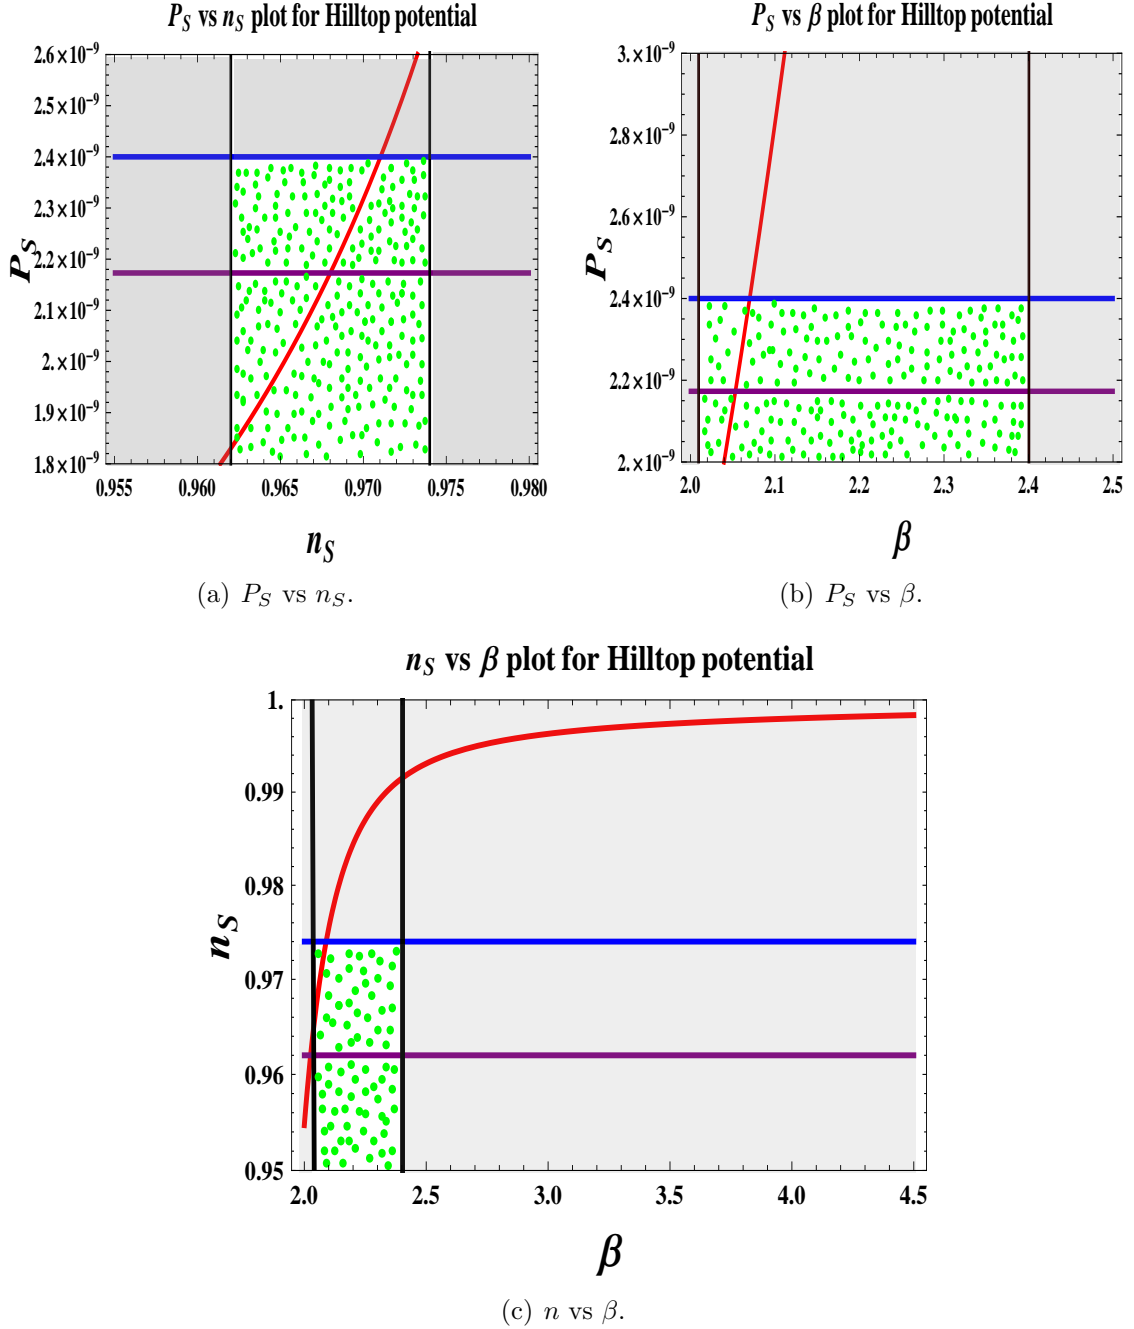 P_S vs n_S plot for Hilltop potential
2.6×10⁻⁹
2.5×10⁻⁹
2.4×10⁻⁹
2.3×10⁻⁹
2.2×10⁻⁹
2.1×10⁻⁹
2.×10⁻⁹
1.9×10⁻⁹
1.8×10⁻⁹
P_S
0.955 0.960 0.965 0.970 0.975 0.980
n_S
(a) P_S vs n_S.
P_S vs β plot for Hilltop potential
3.×10⁻⁹
2.8×10⁻⁹
2.6×10⁻⁹
2.4×10⁻⁹
2.2×10⁻⁹
2.×10⁻⁹
P_S
2.0 2.1 2.2 2.3 2.4 2.5
β
(b) P_S vs β.
n_S vs β plot for Hilltop potential
1.
0.99
0.98
0.97
0.96
0.95
n_S
2.0 2.5 3.0 3.5 4.0 4.5
β
(c) n vs β.